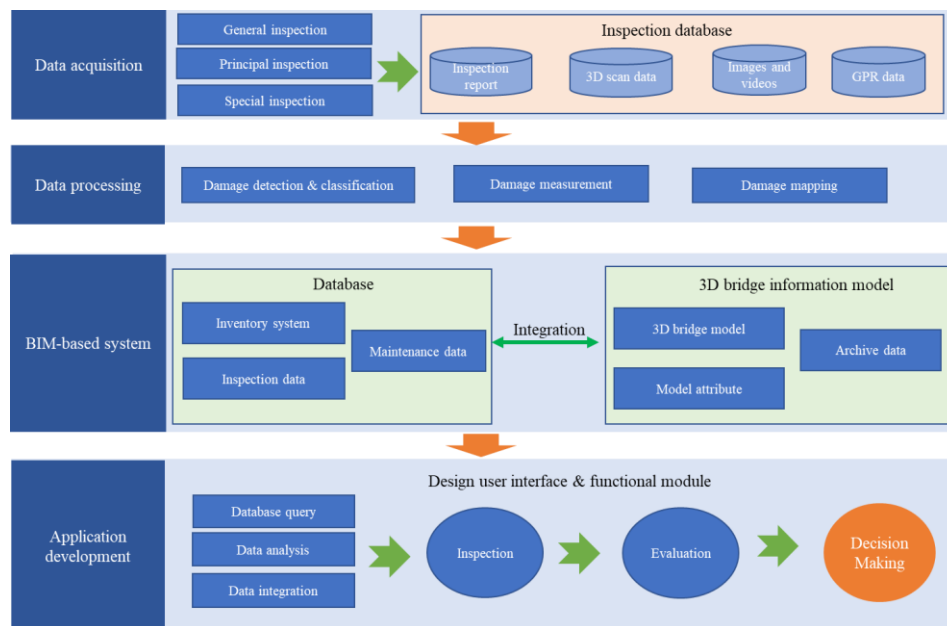 Data acquisition
General inspection
Principal inspection
Special inspection
Inspection database
Inspection
report
3D scan data
Images and
videos
GPR data
Data processing
Damage detection & classification
Damage measurement
Damage mapping
BIM-based system
Database
Inventory system
Inspection data
Maintenance data
Integration
3D bridge information model
3D bridge model
Model attribute
Archive data
Application
development
Design user interface & functional module
Database query
Data analysis
Data integration
Inspection
Evaluation
Decision
Making